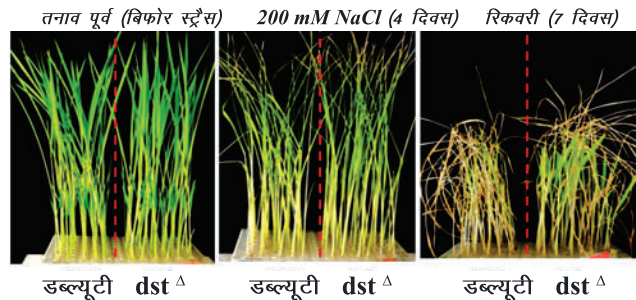 तनाव पूर्व (बिफोर स्ट्रैस) 200 mM NaCl (4 दिवस) रिकवरी (7 दिवस)
डब्ल्यूटी dst Δ डब्ल्यूटी dst Δ डब्ल्यूटी dst Δ